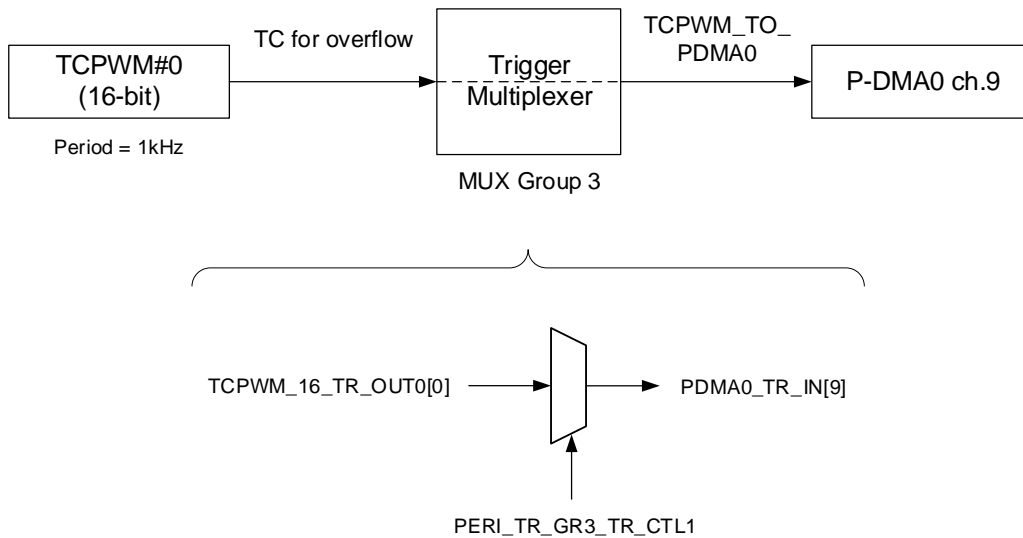 TCPWM#0
(16-bit)
Period = 1kHz
TC for overflow
Trigger
Multiplexer
MUX Group 3
TCPWM_TO_
PDMA0
P-DMA0 ch.9
TCPWM_16_TR_OUT0[0]
PDMA0_TR_IN[9]
PERI_TR_GR3_TR_CTL1